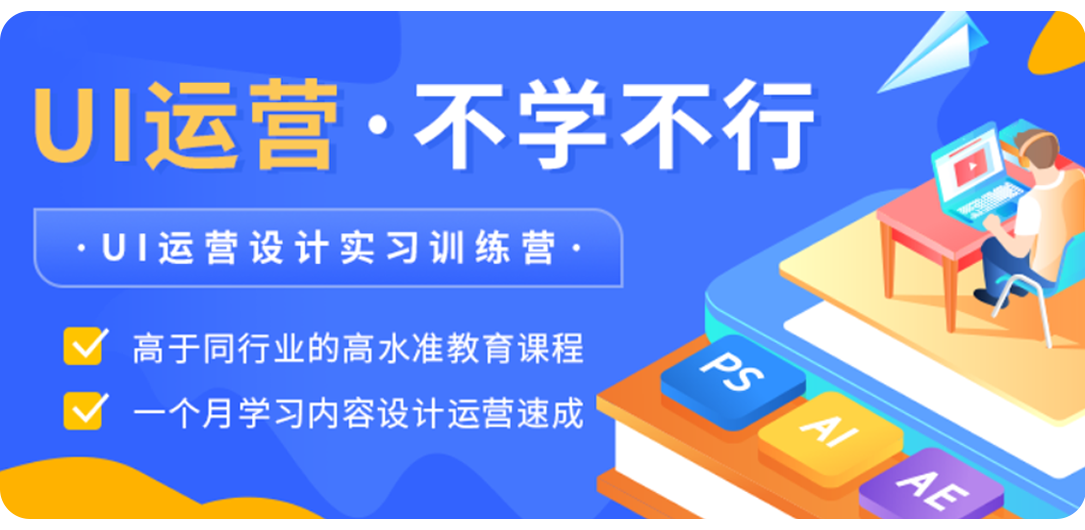 UI运营·不学不行
·UI运营设计实习训练营·
高于同行业的高水准教育课程
一个月学习内容设计运营速成
PS
AI
AE